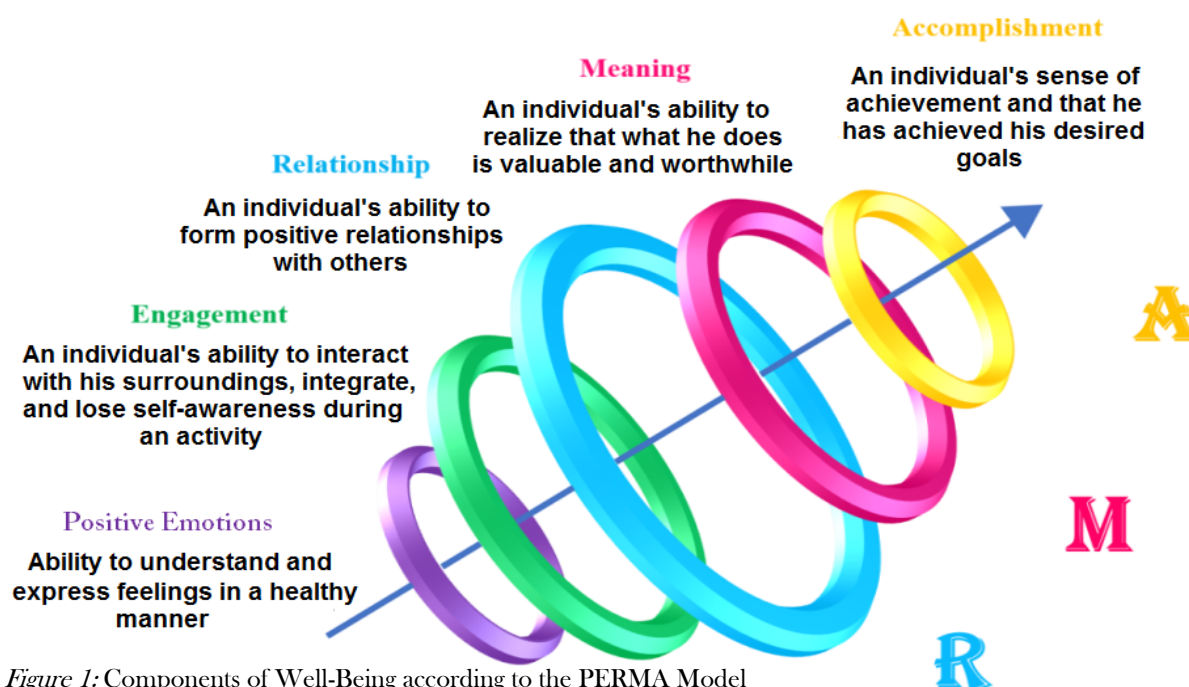 Accomplishment
An individual's sense of
achievement and that he
has achieved his desired
goals
Meaning
An individual's ability to
realize that what he does
is valuable and worthwhile
Relationship
An individual's ability to
form positive relationships
with others
Engagement
An individual's ability to interact
with his surroundings, integrate,
and lose self-awareness during
an activity
Positive Emotions
Ability to understand and
express feelings in a healthy
manner
A
M
R
Figure 1: Components of Well-Being according to the PERMA Model